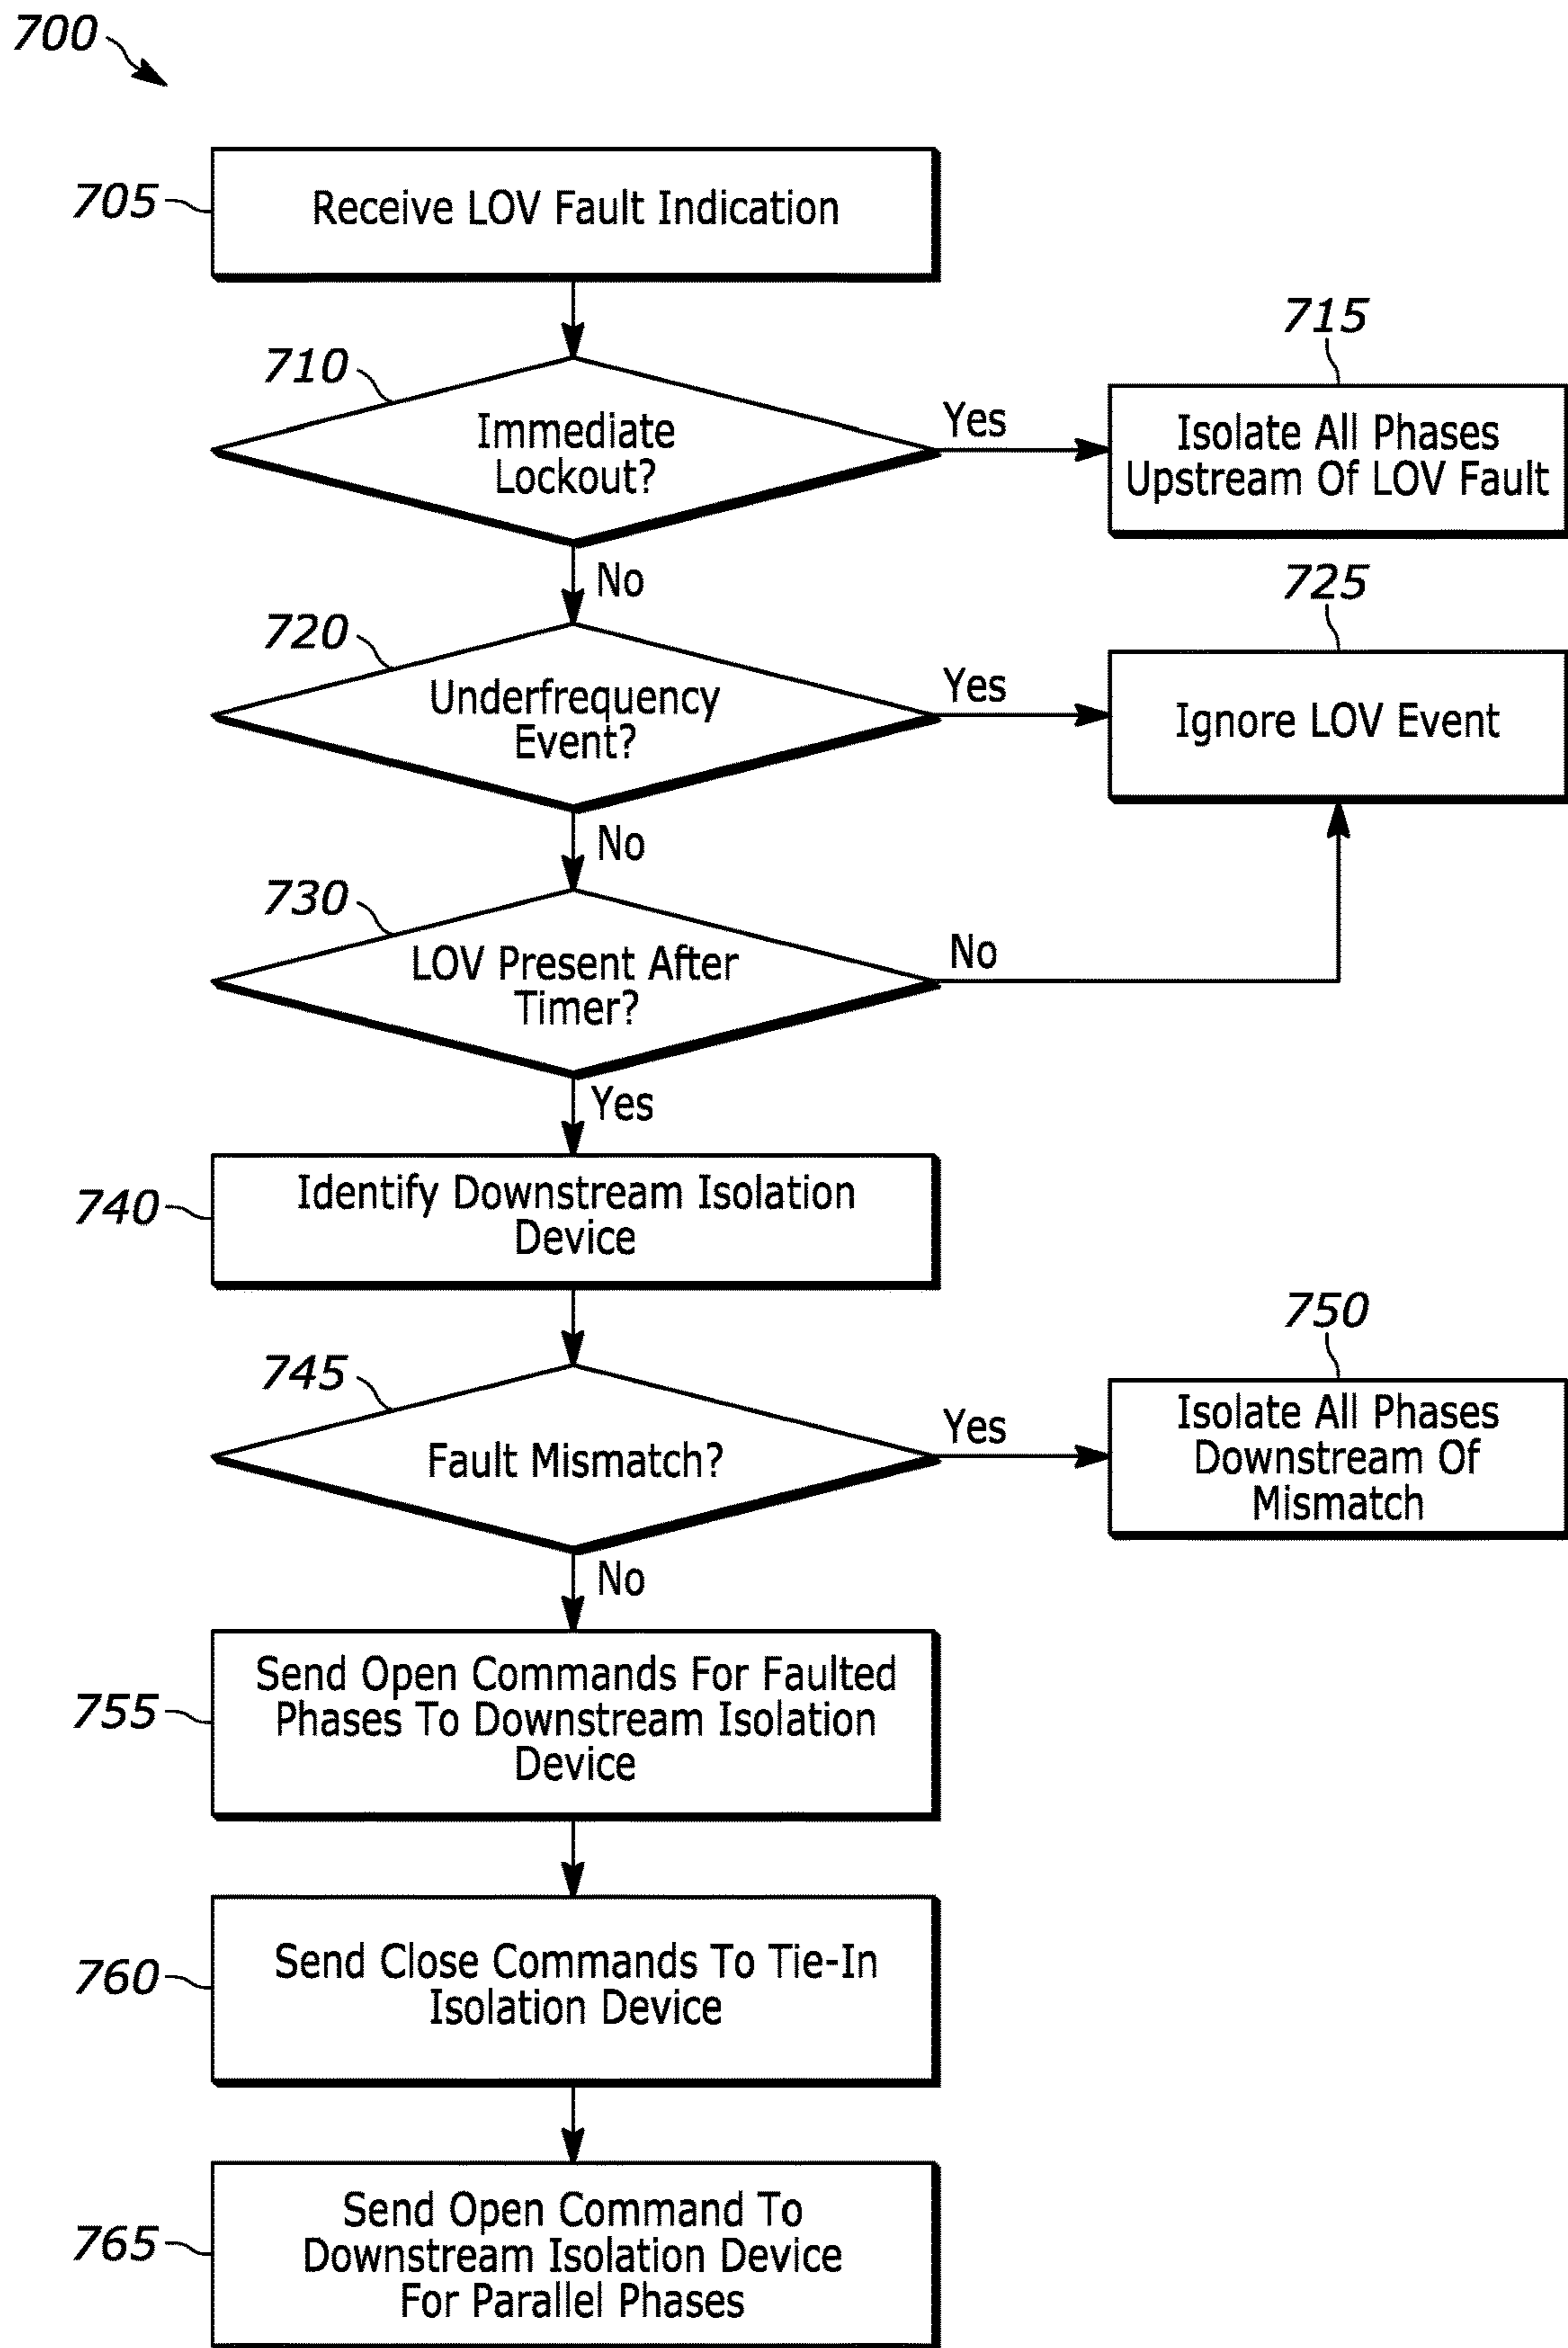 700
705
Receive LOV Fault Indication
710
Immediate
Lockout?
Yes
715
Isolate All Phases
Upstream Of LOV Fault
No
720
Underfrequency
Event?
Yes
725
Ignore LOV Event
No
730
LOV Present After
Timer?
No
Yes
740
Identify Downstream Isolation
Device
745
Fault Mismatch?
Yes
750
Isolate All Phases
Downstream Of
Mismatch
No
755
Send Open Commands For Faulted
Phases To Downstream Isolation
Device
760
Send Close Commands To Tie-In
Isolation Device
765
Send Open Command To
Downstream Isolation Device
For Parallel Phases